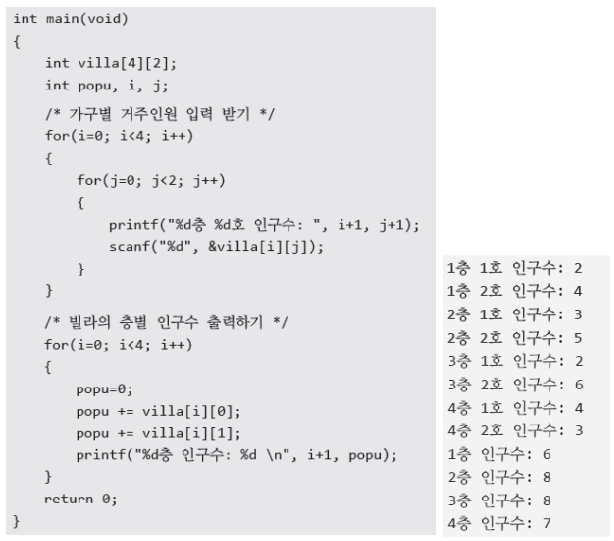 int main(void)
{
int villa[4][2];
int popu, i, j;
/* 가구별 거주인원 입력 받기 */
for(i=0; i<4; i++)
{
for(j=0; j<2; j++)
{
printf("%d층 %d호 인구수: ", i+1, j+1);
scanf("%d", &villa[i][j]);
}
}
/* 빌라의 층별 인구수 출력하기 */
for(i=0; i<4; i++)
{
popu=0;
popu += villa[i][0];
popu += villa[i][1];
printf("%d층 인구수: %d \n", i+1, popu);
}
return 0;
}
1층 1호 인구수: 2
1층 2호 인구수: 4
2층 1호 인구수: 3
2층 2호 인구수: 5
3층 1호 인구수: 2
3층 2호 인구수: 6
4층 1호 인구수: 4
4층 2호 인구수: 3
1층 인구수: 6
2층 인구수: 8
3층 인구수: 8
4층 인구수: 7